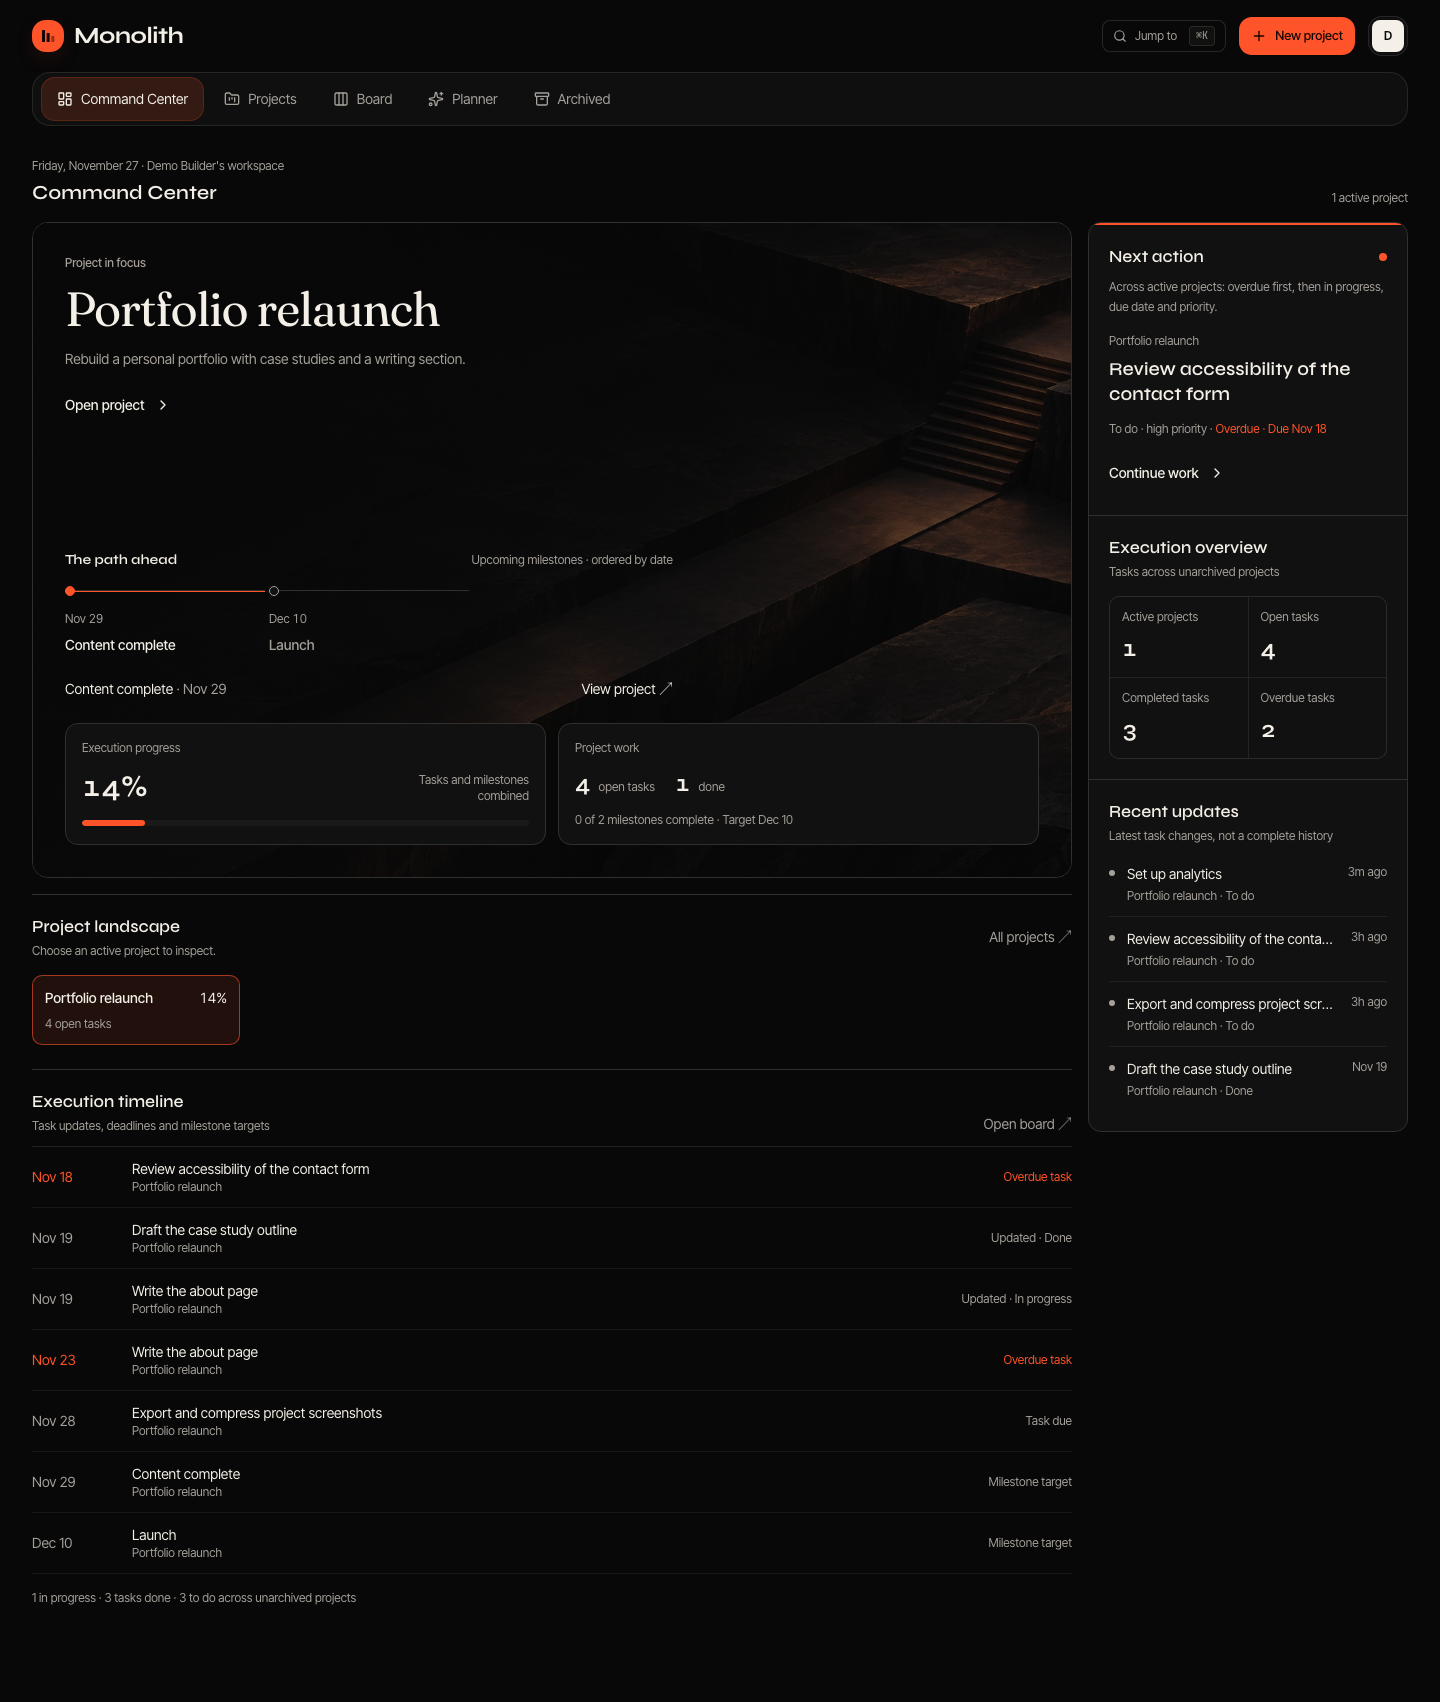 Monolith
Jump to ⌘K
New project
D
Command Center
Projects
Board
Planner
Archived
Friday, November 27 · Demo Builder's workspace
Command Center
1 active project
Project in focus
Portfolio relaunch
Rebuild a personal portfolio with case studies and a writing section.
Open project
The path ahead
Upcoming milestones · ordered by date
Nov 29
Content complete
Dec 10
Launch
Content complete · Nov 29
View project ↗
Execution progress
14%
Tasks and milestones
combined
Project work
4 open tasks 1 done
0 of 2 milestones complete · Target Dec 10
Next action
Across active projects: overdue first, then in progress,
due date and priority.
Portfolio relaunch
Review accessibility of the
contact form
To do · high priority · Overdue · Due Nov 18
Continue work
Execution overview
Tasks across unarchived projects
Active projects
1
Open tasks
4
Completed tasks
3
Overdue tasks
2
Recent updates
Latest task changes, not a complete history
Set up analytics
3m ago
Portfolio relaunch · To do
Review accessibility of the conta...
3h ago
Portfolio relaunch · To do
Export and compress project scr...
3h ago
Portfolio relaunch · To do
Draft the case study outline
Nov 19
Portfolio relaunch · Done
Project landscape
Choose an active project to inspect.
All projects ↗
Portfolio relaunch 14%
4 open tasks
Execution timeline
Task updates, deadlines and milestone targets
Open board ↗
Nov 18
Review accessibility of the contact form
Portfolio relaunch
Overdue task
Nov 19
Draft the case study outline
Portfolio relaunch
Updated · Done
Nov 19
Write the about page
Portfolio relaunch
Updated · In progress
Nov 23
Write the about page
Portfolio relaunch
Overdue task
Nov 28
Export and compress project screenshots
Portfolio relaunch
Task due
Nov 29
Content complete
Portfolio relaunch
Milestone target
Dec 10
Launch
Portfolio relaunch
Milestone target
1 in progress · 3 tasks done · 3 to do across unarchived projects